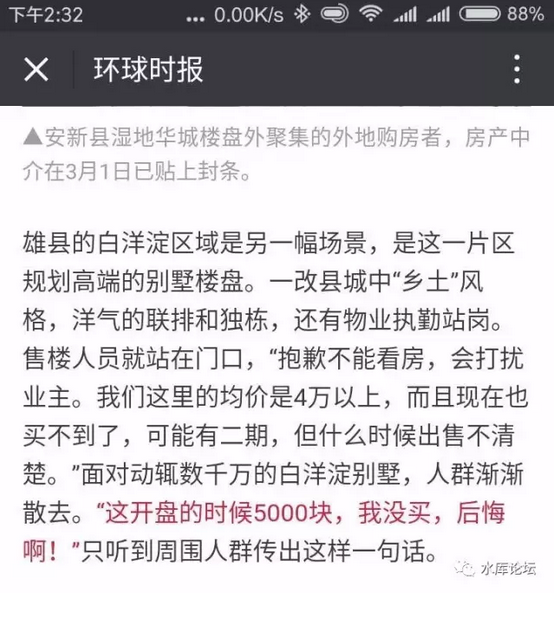 下午2:32
... 0.00K/s 88%
环球时报
▲安新县湿地华城楼盘外聚集的外地购房者，房产中
介在3月1日已贴上封条。
雄县的白洋淀区域是另一幅场景，是这一片区
规划高端的别墅楼盘。一改县城中“乡土”风
格，洋气的联排和独栋，还有物业执勤站岗。
售楼人员就站在门口，“抱歉不能看房，会打扰
业主。我们这里的均价是4万以上，而且现在也
买不到了，可能有二期，但什么时候出售不清
楚。”面对动辄数千万的白洋淀别墅，人群渐渐
散去。“这开盘的时候5000块，我没买，后悔
啊！”只听到周围人群传出这样一句话。
水库论坛